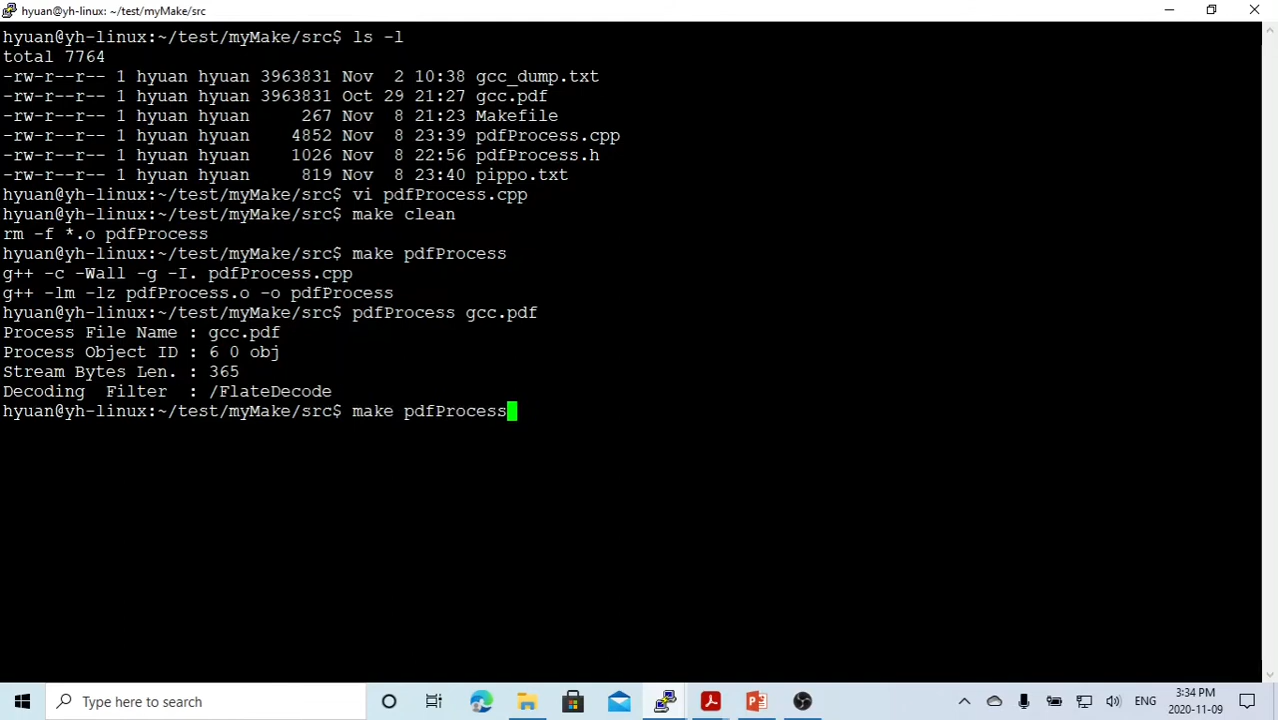 hyuan@yh-linux: ~/test/myMake/src
hyuan@yh-linux:~/test/myMake/src$ ls -l
total 7764
-rw-r--r-- 1 hyuan hyuan 3963831 Nov  2 10:38 gcc_dump.txt
-rw-r--r-- 1 hyuan hyuan 3963831 Oct 29 21:27 gcc.pdf
-rw-r--r-- 1 hyuan hyuan     267 Nov  8 21:23 Makefile
-rw-r--r-- 1 hyuan hyuan    4852 Nov  8 23:39 pdfProcess.cpp
-rw-r--r-- 1 hyuan hyuan    1026 Nov  8 22:56 pdfProcess.h
-rw-r--r-- 1 hyuan hyuan     819 Nov  8 23:40 pippo.txt
hyuan@yh-linux:~/test/myMake/src$ vi pdfProcess.cpp
hyuan@yh-linux:~/test/myMake/src$ make clean
rm -f *.o pdfProcess
hyuan@yh-linux:~/test/myMake/src$ make pdfProcess
g++ -c -Wall -g -I. pdfProcess.cpp
g++ -lm -lz pdfProcess.o -o pdfProcess
hyuan@yh-linux:~/test/myMake/src$ pdfProcess gcc.pdf
Process File Name : gcc.pdf
Process Object ID : 6 0 obj
Stream Bytes Len. : 365
Decoding  Filter  : /FlateDecode
hyuan@yh-linux:~/test/myMake/src$ make pdfProcess
Type here to search
ENG
3:34 PM
2020-11-09